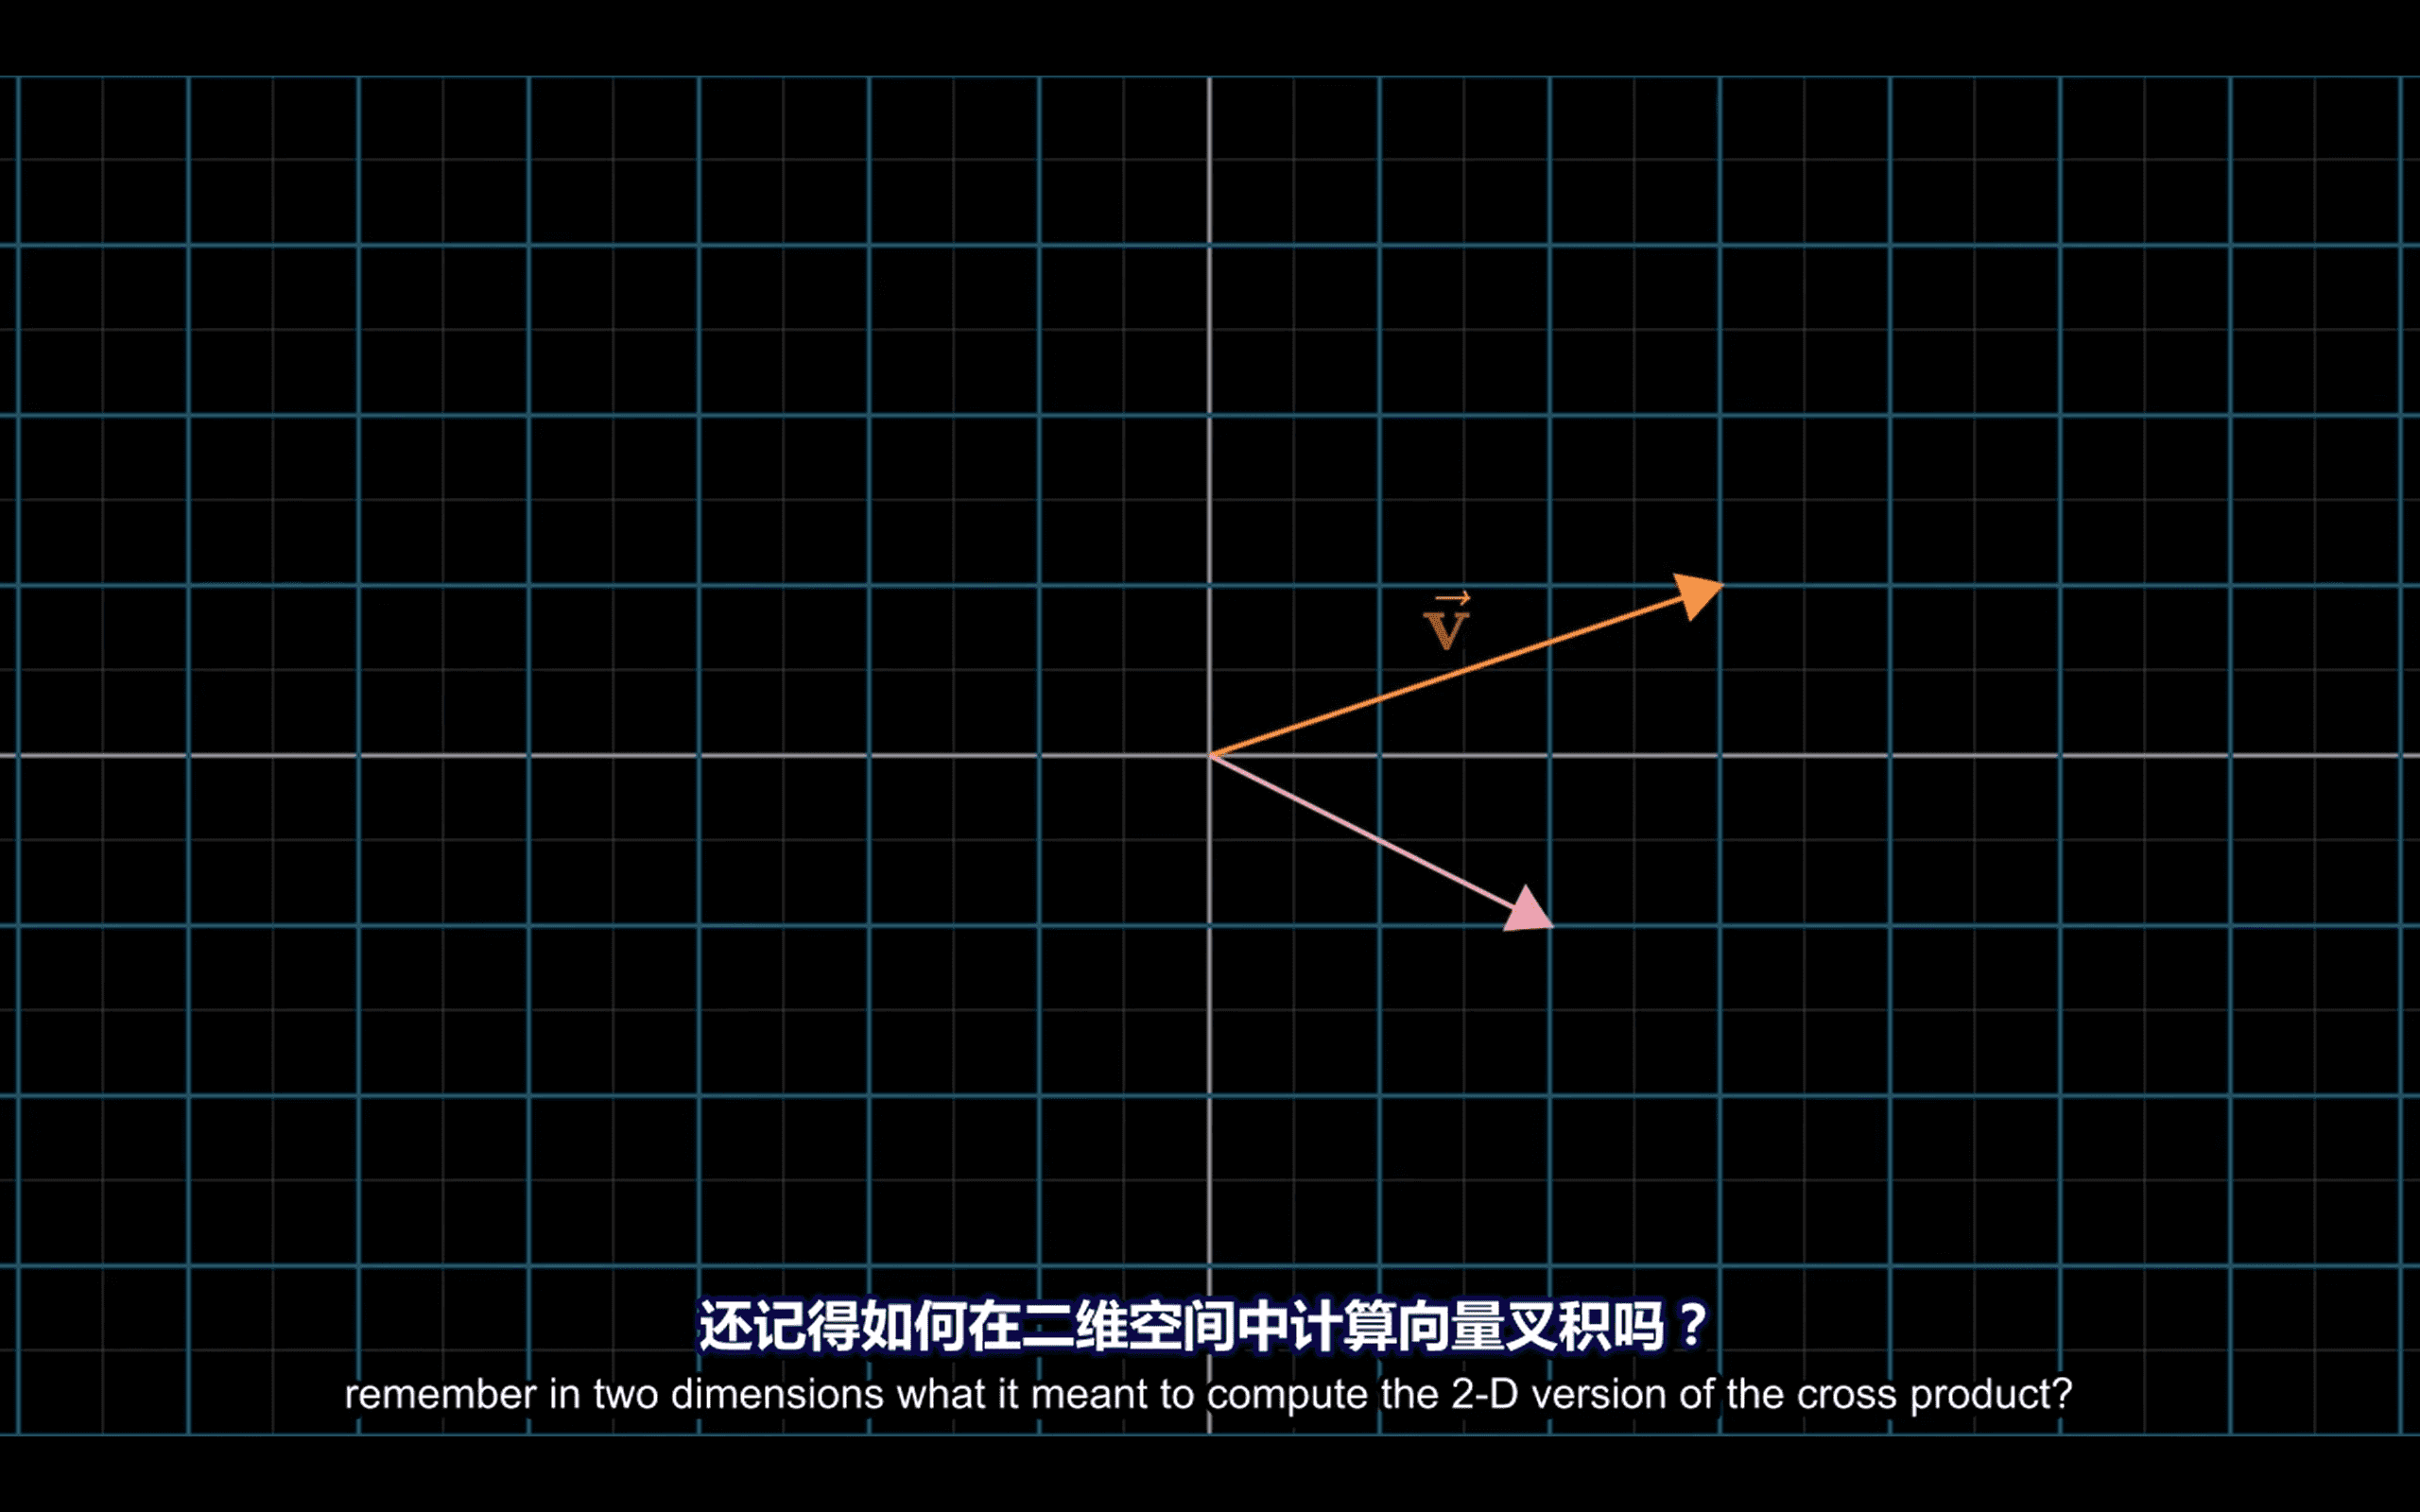 v⃗
还记得如何在二维空间中计算向量叉积吗？
remember in two dimensions what it meant to compute the 2-D version of the cross product?